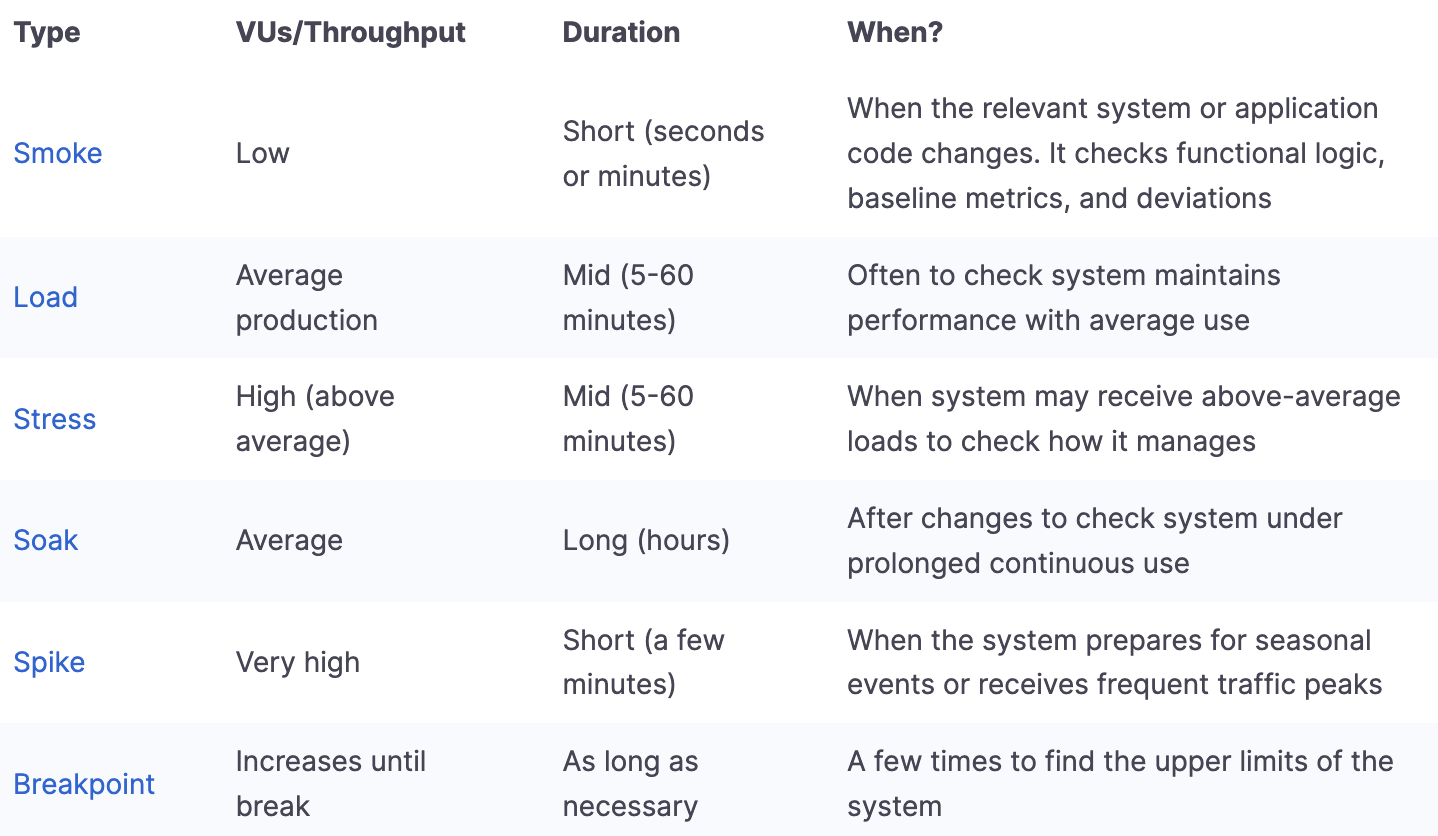 Type VUs/Throughput Duration When?
Smoke
Low
Short (seconds
or minutes)
When the relevant system or application
code changes. It checks functional logic,
baseline metrics, and deviations
Load
Average
production
Mid (5-60
minutes)
Often to check system maintains
performance with average use
Stress
High (above
average)
Mid (5-60
minutes)
When system may receive above-average
loads to check how it manages
Soak
Average
Long (hours)
After changes to check system under
prolonged continuous use
Spike
Very high
Short (a few
minutes)
When the system prepares for seasonal
events or receives frequent traffic peaks
Breakpoint
Increases until
break
As long as
necessary
A few times to find the upper limits of the
system